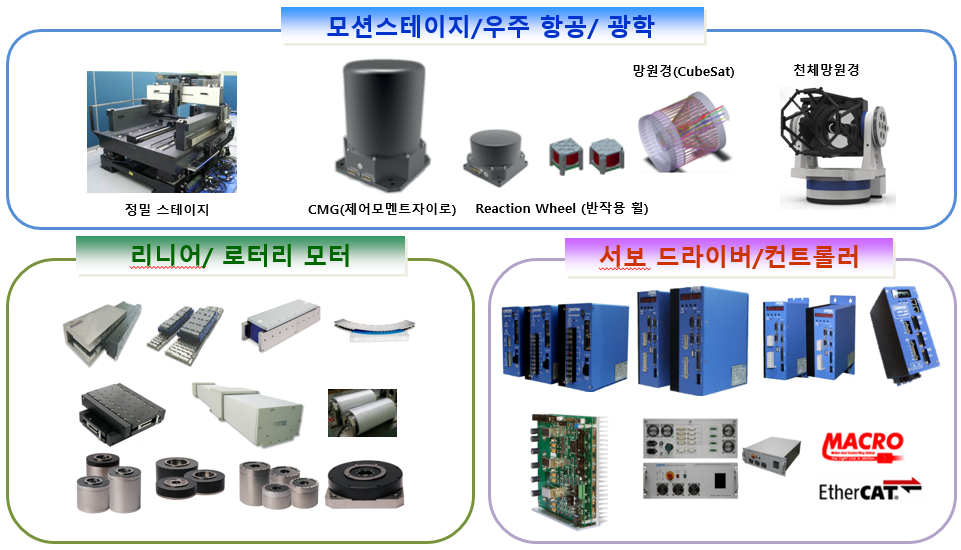 모션스테이지/우주 항공/ 광학
망원경(CubeSat)
천체망원경
정밀 스테이지
CMG(제어모멘트자이로)
Reaction Wheel (반작용 휠)
리니어/ 로터리 모터
서보 드라이버/컨트롤러
MACRO
EtherCAT